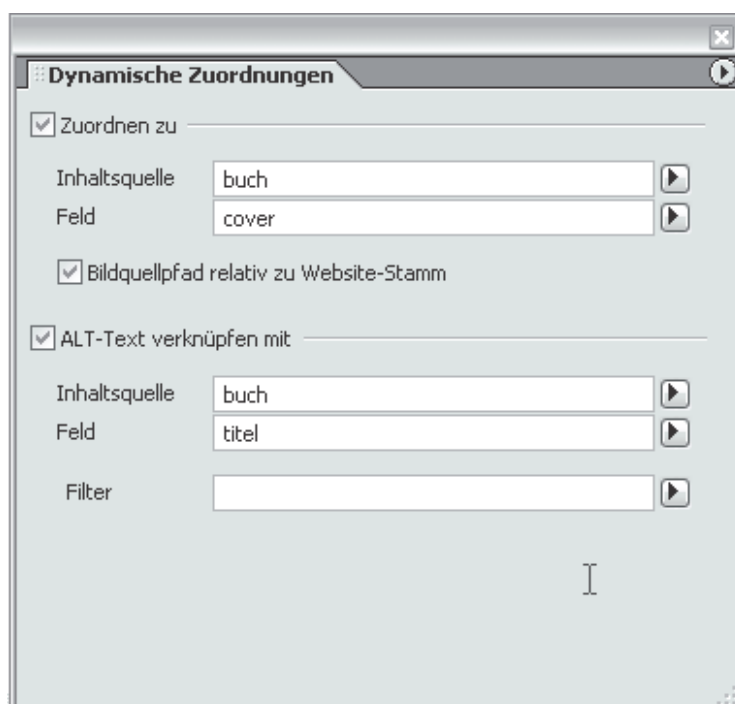 Dynamische Zuordnungen
Zuordnen zu
Inhaltsquelle buch
Feld cover
Bildquellpfad relativ zu Website-Stamm
ALT-Text verknüpfen mit
Inhaltsquelle buch
Feld titel
Filter